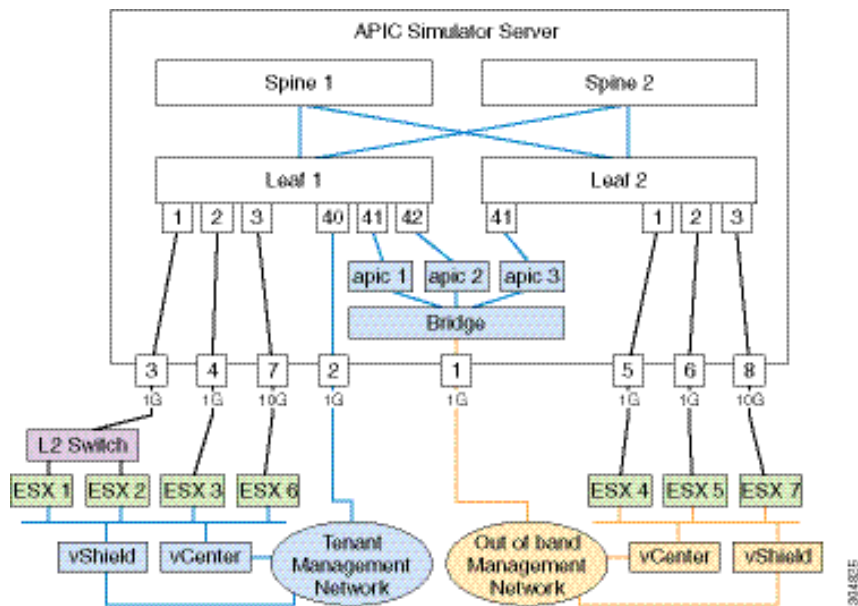 APIC Simulator Server
Spine 1 Spine 2
Leaf 1 Leaf 2
1 2 3 40 41 42 41 1 2 3
apic 1 apic 2 apic 3
Bridge
3 4 7 2 1 5 6 8
1G 1G 10G 1G 1G 1G 1G 10G
L2 Switch
ESX 1 ESX 2 ESX 3 ESX 6 ESX 4 ESX 5 ESX 7
vShield vCenter
Tenant
Management
Network
Out of band
Management
Network
vCenter vShield
304825